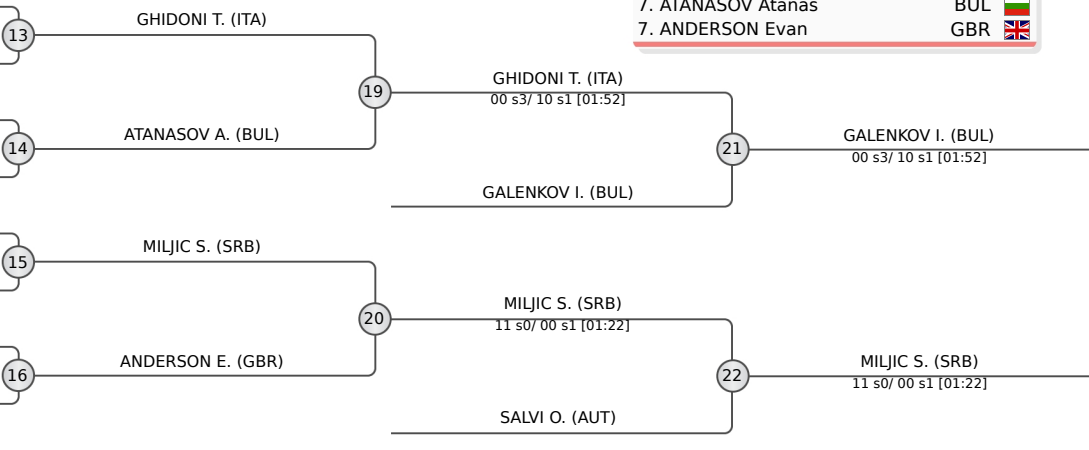 7. ATANASOV Atanas BUL
7. ANDERSON Evan GBR
13
GHIDONI T. (ITA)
14
ATANASOV A. (BUL)
19
GHIDONI T. (ITA)
00 s3/ 10 s1 [01:52]
GALENKOV I. (BUL)
21
GALENKOV I. (BUL)
00 s3/ 10 s1 [01:52]
15
MILJIC S. (SRB)
16
ANDERSON E. (GBR)
20
MILJIC S. (SRB)
11 s0/ 00 s1 [01:22]
SALVI O. (AUT)
22
MILJIC S. (SRB)
11 s0/ 00 s1 [01:22]